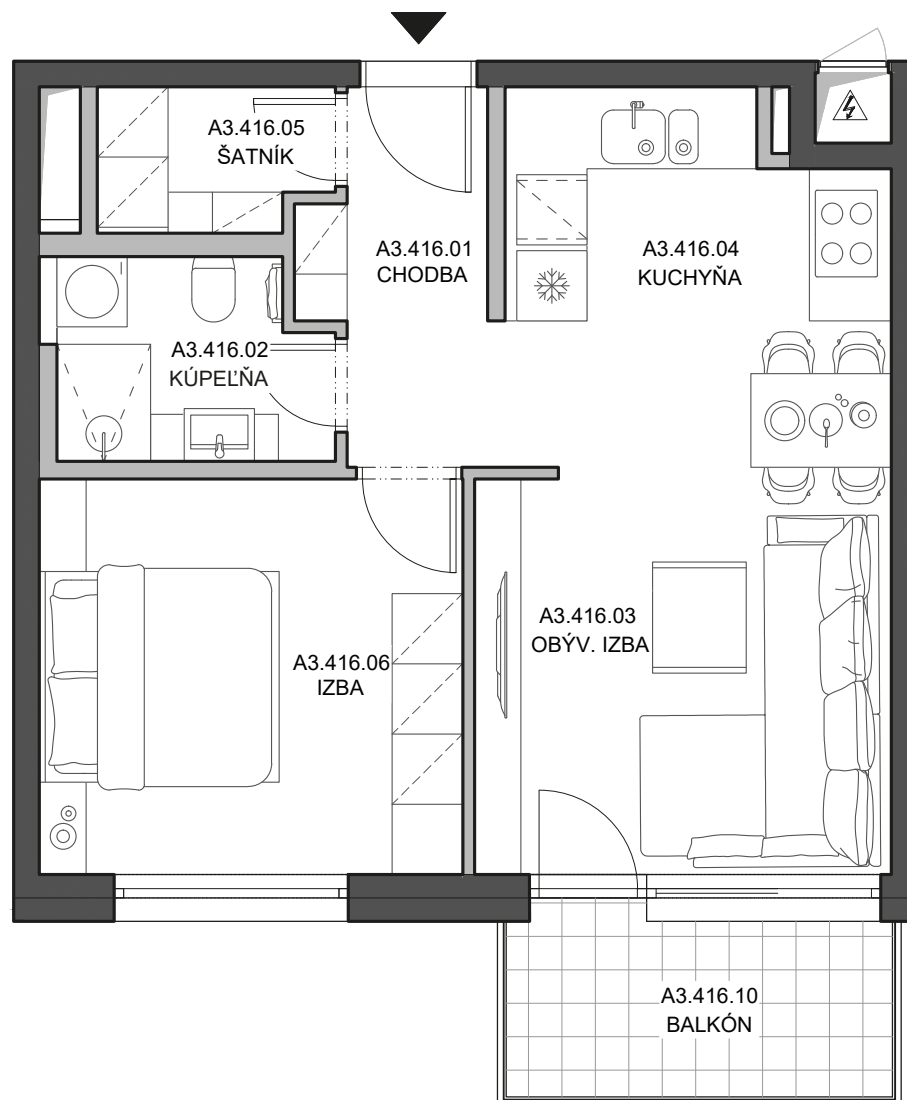 A3.416.05
ŠATNÍK
A3.416.01
CHODBA
A3.416.04
KUCHYŇA
A3.416.02
KÚPEĽŇA
A3.416.03
OBÝV. IZBA
A3.416.06
IZBA
A3.416.10
BALKÓN